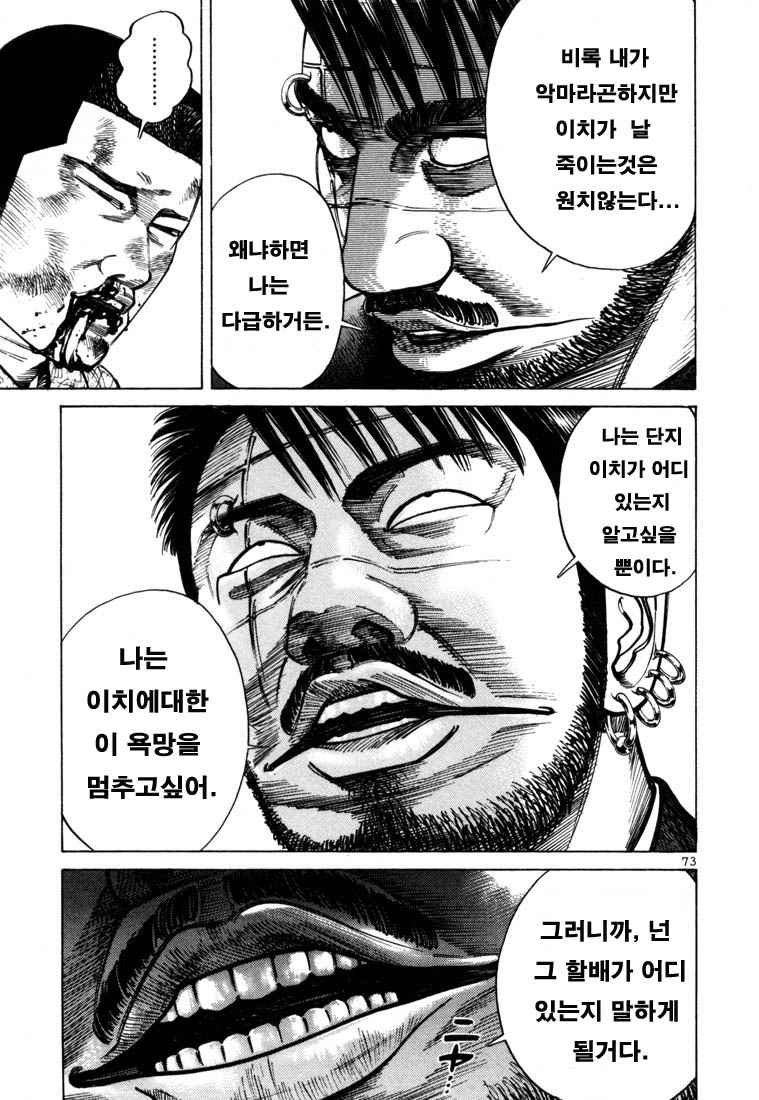 비록 내가
악마라곤하지만
이치가 날
죽이는것은
원치않는다...
왜냐하면
나는
다급하거든.
………
나는 단지
이치가 어디
있는지
알고싶을
뿐이다.
나는
이치에대한
이 욕망을
멈추고싶어.
73
그러니까, 넌
그 할배가 어디
있는지 말하게
될거다.
ニヤ…